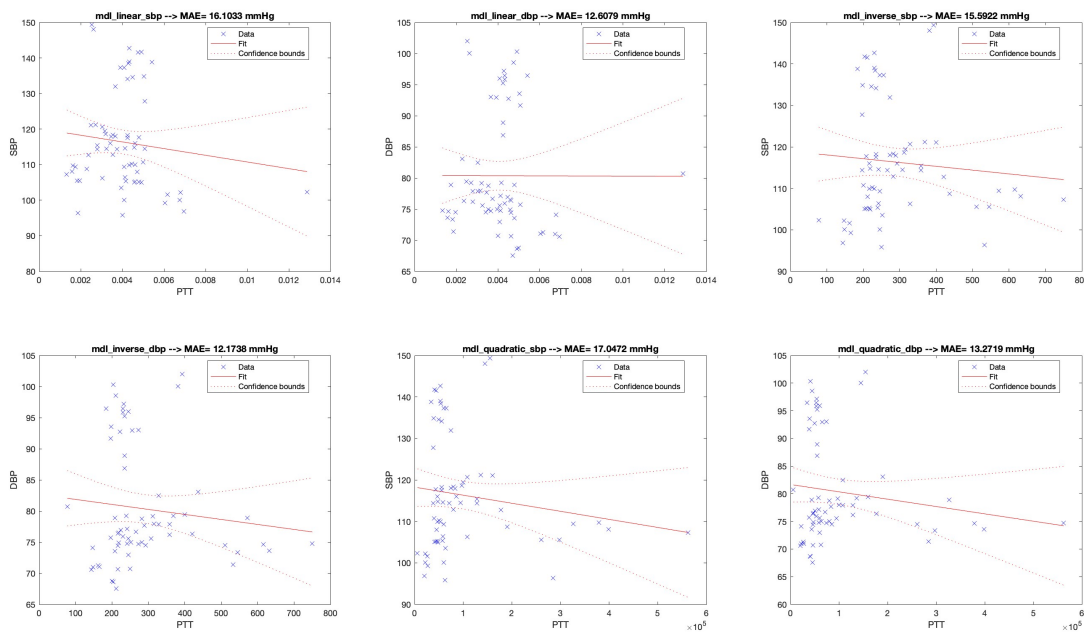 mdl_linear_sbp --> MAE= 16.1033 mmHg
150
140
130
120
110
100
90
80
SBP
0
0.002
0.004
0.006
0.008
0.01
0.012
0.014
PTT
Data
Fit
Confidence bounds
mdl_linear_dbp --> MAE= 12.6079 mmHg
105
100
95
90
85
80
75
70
65
DBP
0
0.002
0.004
0.006
0.008
0.01
0.012
0.014
PTT
Data
Fit
Confidence bounds
mdl_inverse_sbp --> MAE= 15.5922 mmHg
150
140
130
120
110
100
90
SBP
0
100
200
300
400
500
600
700
800
PTT
Data
Fit
Confidence bounds
mdl_inverse_dbp --> MAE= 12.1738 mmHg
105
100
95
90
85
80
75
70
65
DBP
0
100
200
300
400
500
600
700
800
PTT
Data
Fit
Confidence bounds
mdl_quadratic_sbp --> MAE= 17.0472 mmHg
150
140
130
120
110
100
90
SBP
0
1
2
3
4
5
6
×10⁵
PTT
Data
Fit
Confidence bounds
mdl_quadratic_dbp --> MAE= 13.2719 mmHg
105
100
95
90
85
80
75
70
65
60
DBP
0
1
2
3
4
5
6
×10⁵
PTT
Data
Fit
Confidence bounds